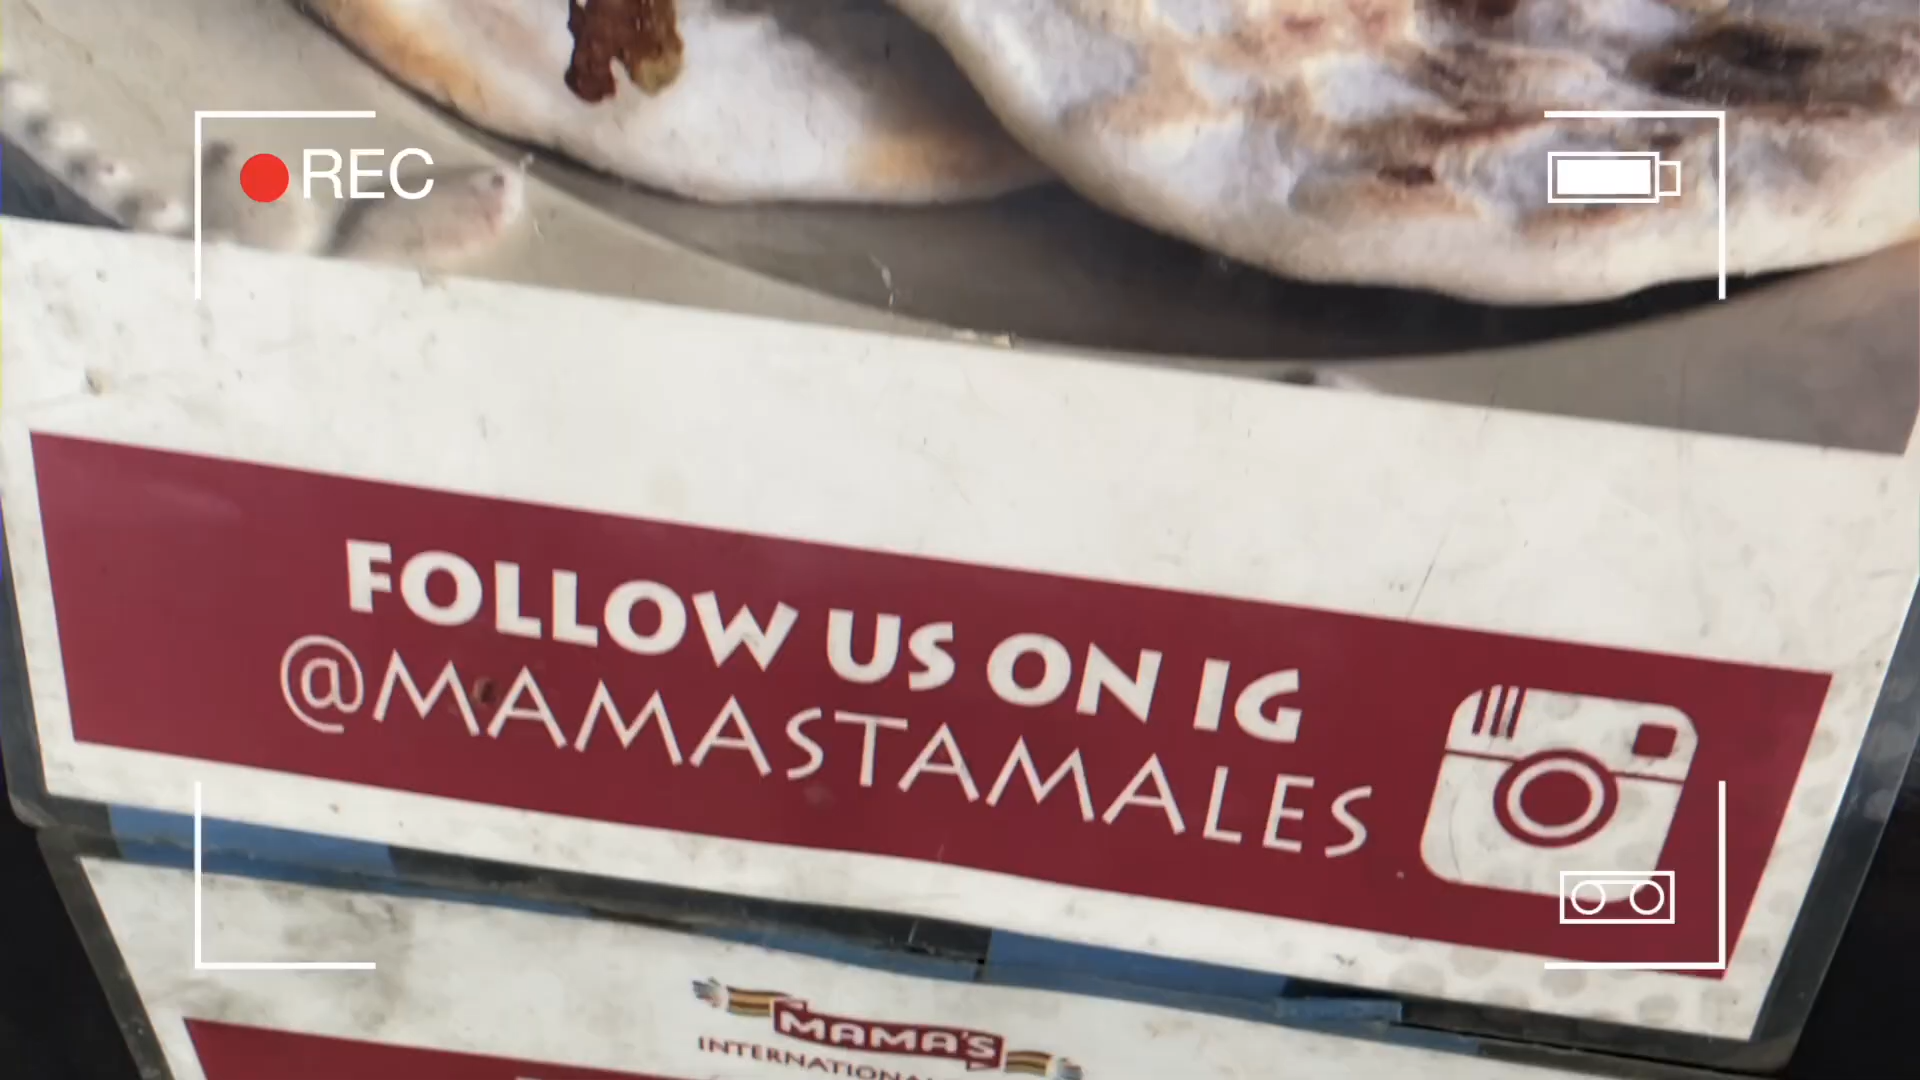 REC
FOLLOW US ON IG
@MAMASTAMALES
MAMA'S
INTERNATIONAL